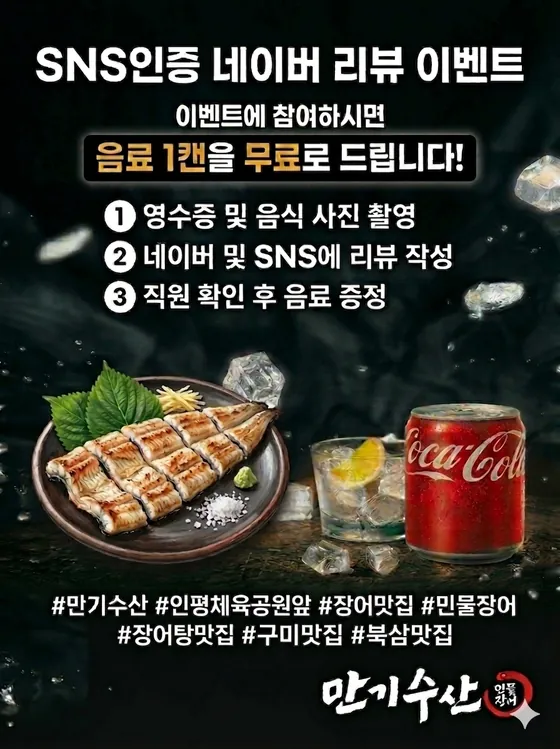 SNS인증 네이버 리뷰 이벤트
이벤트에 참여하시면
음료 1캔을 무료로 드립니다!
1 영수증 및 음식 사진 촬영
2 네이버 및 SNS에 리뷰 작성
3 직원 확인 후 음료 증정
Coca-Cola
#만기수산 #인평체육공원앞 #장어맛집 #민물장어
#장어탕맛집 #구미맛집 #북삼맛집
만기수산
민물
장어